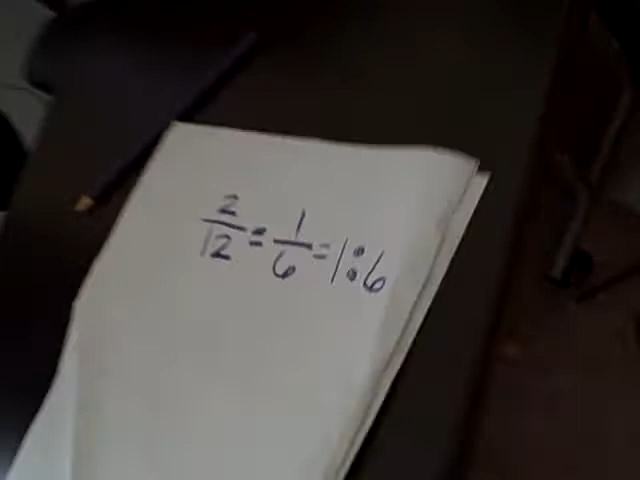 2/12 = 1/6 = 1:6